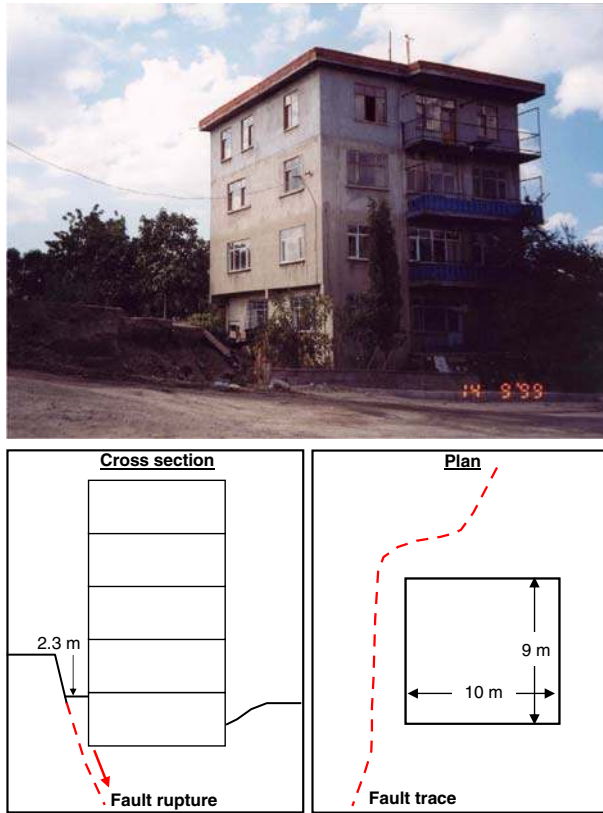 14 9'99
Cross section
2.3 m
Fault rupture
Plan
9 m
10 m
Fault trace